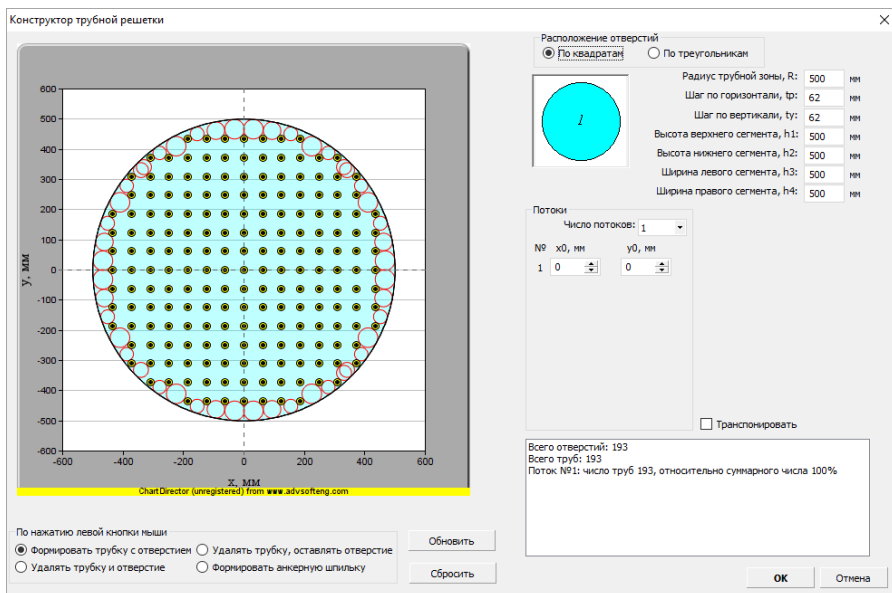 Конструктор трубной решетки
600
500
400
300
200
100
0
-100
-200
-300
-400
-500
-600
y, мм
-600 -400 -200 0 200 400 600
x, мм
ChartDirector (unregistered) from www.advsofteng.com
Расположение отверстий
По квадратам По треугольникам
1
Радиус трубной зоны, R: 500 мм
Шаг по горизонтали, tp: 62 мм
Шаг по вертикали, ty: 62 мм
Высота верхнего сегмента, h1: 500 мм
Высота нижнего сегмента, h2: 500 мм
Ширина левого сегмента, h3: 500 мм
Ширина правого сегмента, h4: 500 мм
Потоки
Число потоков: 1
№ x0, мм y0, мм
1 0 0
Транспонировать
Всего отверстий: 193
Всего труб: 193
Поток №1: число труб 193, относительно суммарного числа 100%
По нажатию левой кнопки мыши
Формировать трубку с отверстием Удалять трубку, оставлять отверстие
Удалять трубку и отверстие Формировать анкерную шпильку
Обновить
Сбросить
ОК Отмена